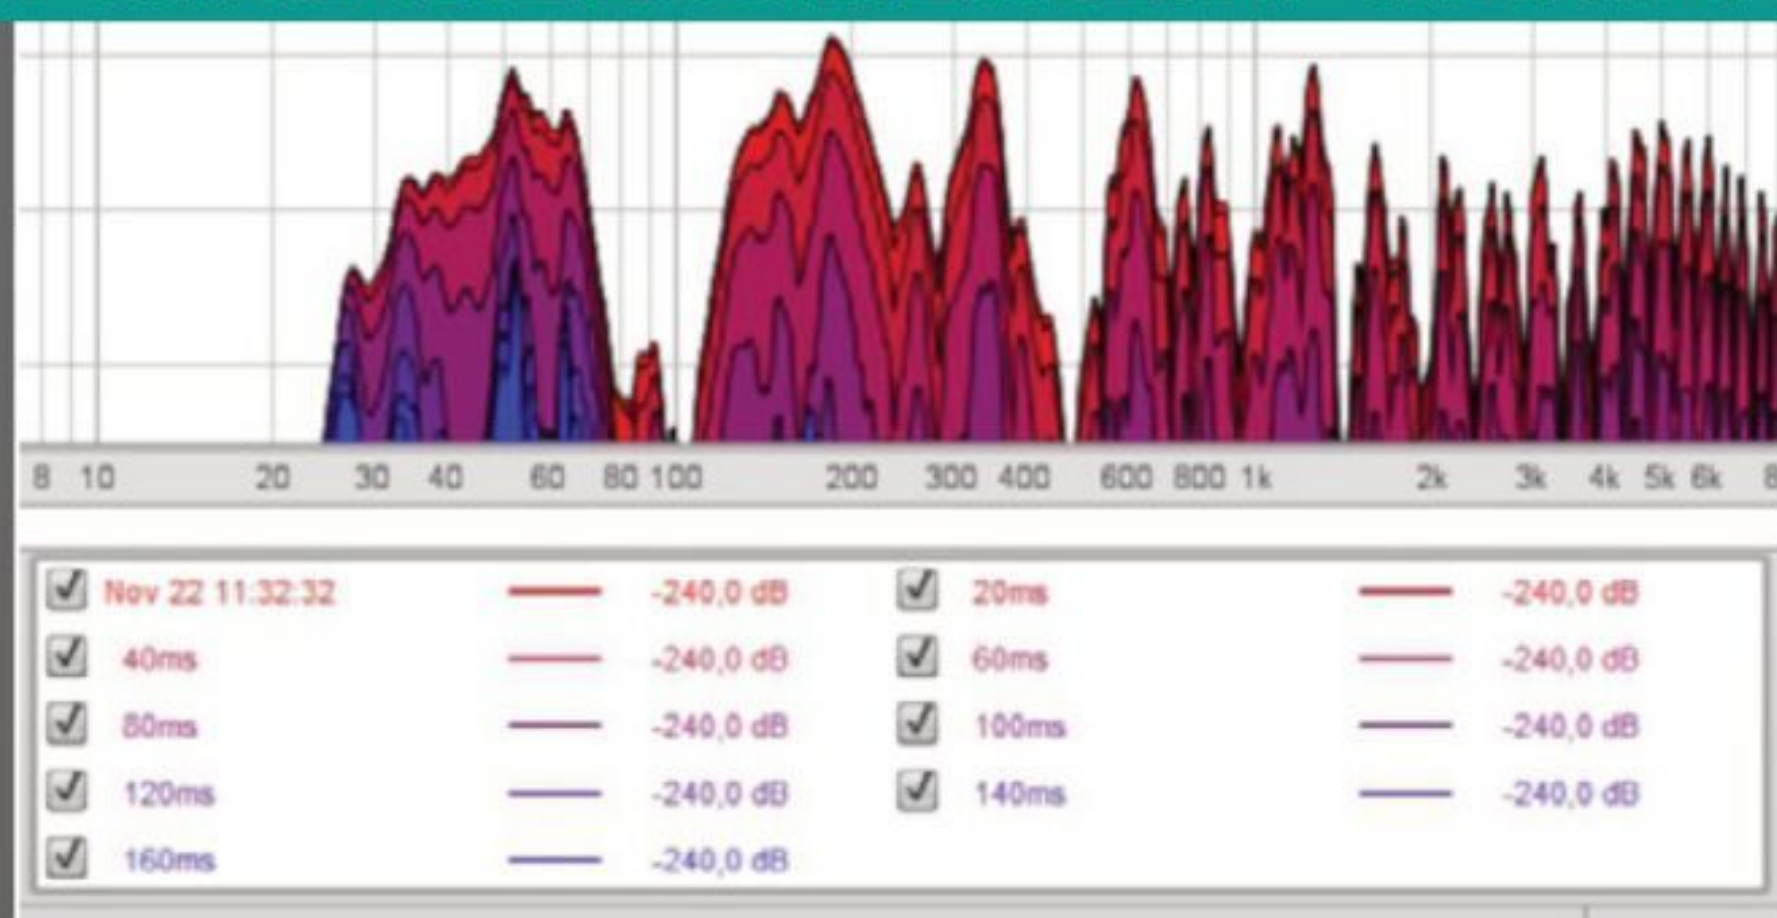 8 10 20 30 40 60 80 100 200 300 400 600 800 1k 2k 3k 4k 5k 6k 8
Nov 22 11:32:32 -240,0 dB 20ms -240,0 dB
40ms -240,0 dB 60ms -240,0 dB
80ms -240,0 dB 100ms -240,0 dB
120ms -240,0 dB 140ms -240,0 dB
160ms -240,0 dB